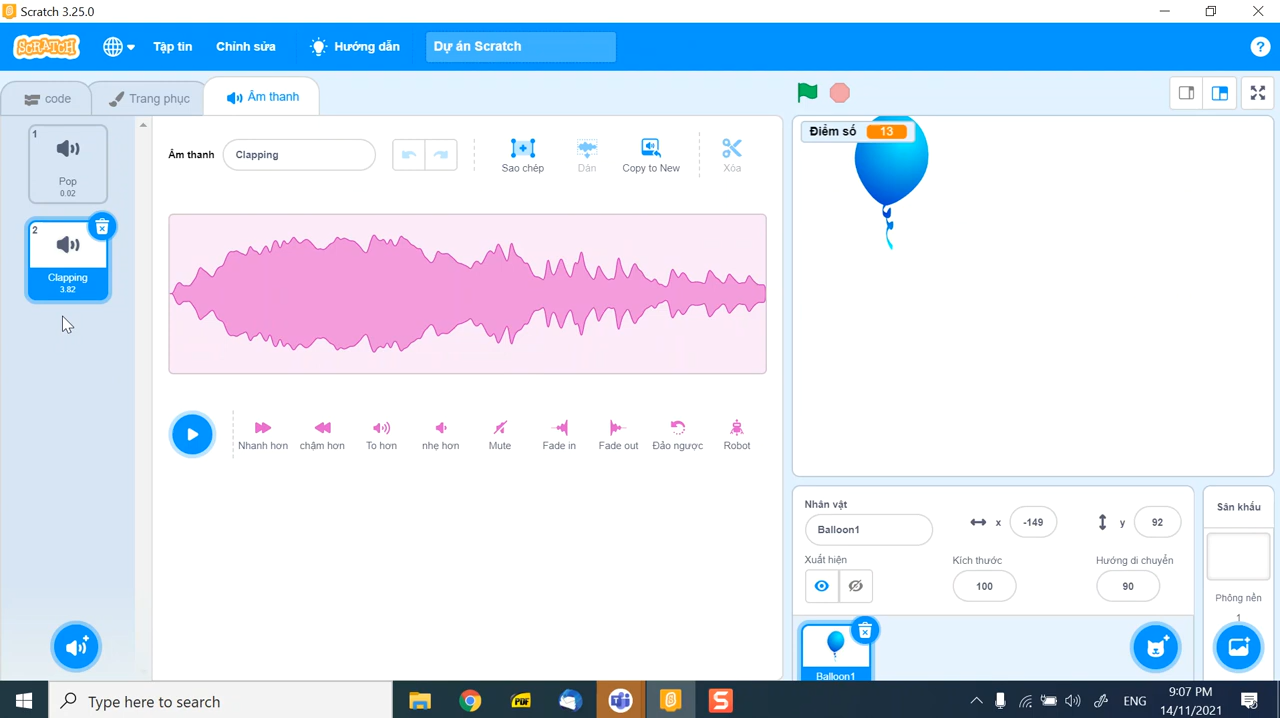 Scratch 3.25.0
SCRATCH
Tập tin
Chỉnh sửa
Hướng dẫn
Dự án Scratch
?
code
Trang phục
Âm thanh
1
Pop
0.02
2
Clapping
3.82
Âm thanh
Clapping
Sao chép
Dán
Copy to New
Xóa
Nhanh hơn
chậm hơn
To hơn
nhẹ hơn
Mute
Fade in
Fade out
Đảo ngược
Robot
Điểm số 13
Nhân vật
Balloon1
x
-149
y
92
Xuất hiện
Kích thước
100
Hướng di chuyển
90
Balloon1
Sân khấu
Phông nền
1
Type here to search
PDF
S
ENG
9:07 PM
14/11/2021